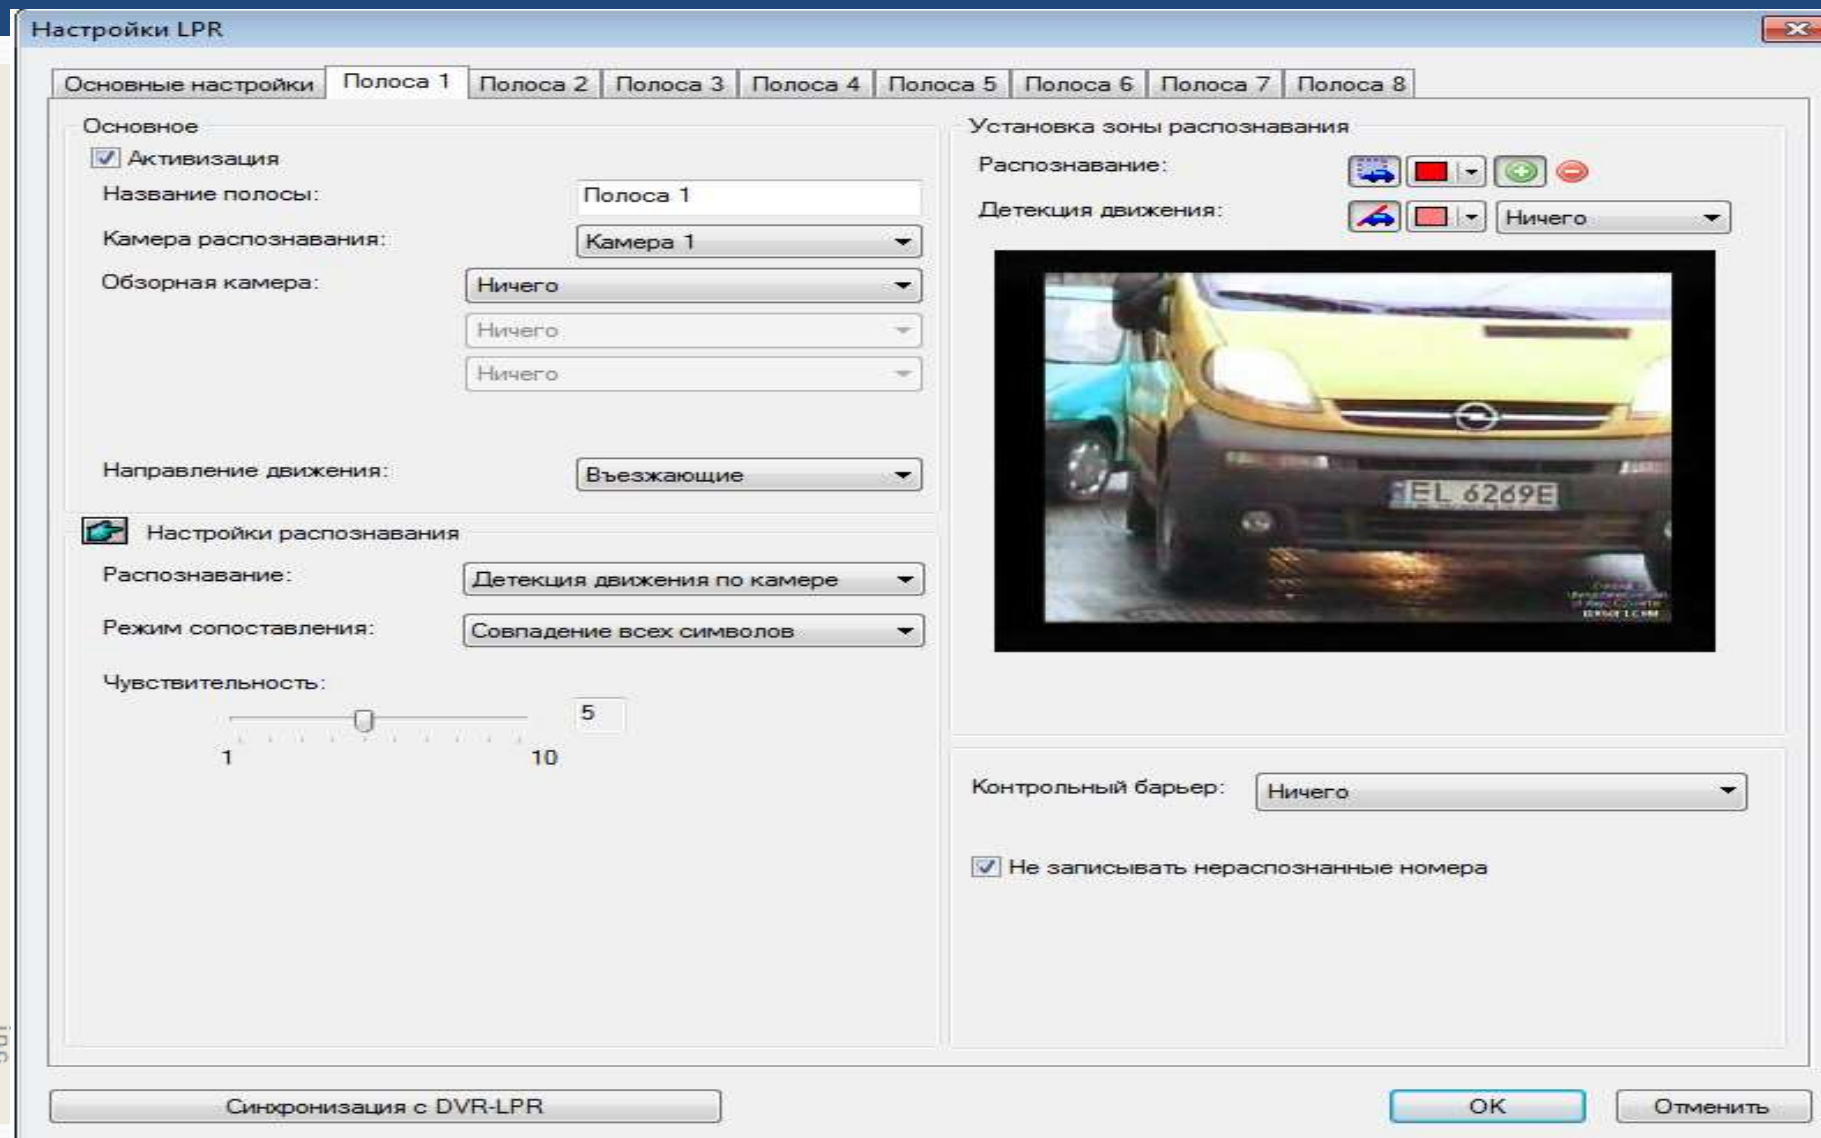 Настройки LPR
Основные настройки Полоса 1 Полоса 2 Полоса 3 Полоса 4 Полоса 5 Полоса 6 Полоса 7 Полоса 8
Основное
Активизация
Название полосы: Полоса 1
Камера распознавания: Камера 1
Обзорная камера: Ничего
Ничего
Ничего
Направление движения: Въезжающие
Настройки распознавания
Распознавание: Детекция движения по камере
Режим сопоставления: Совпадение всех символов
Чувствительность:
5
1 10
Установка зоны распознавания
Распознавание:
Детекция движения: Ничего
EL 6269E
Контрольный барьер: Ничего
Не записывать нераспознанные номера
Синхронизация с DVR-LPR
OK Отменить